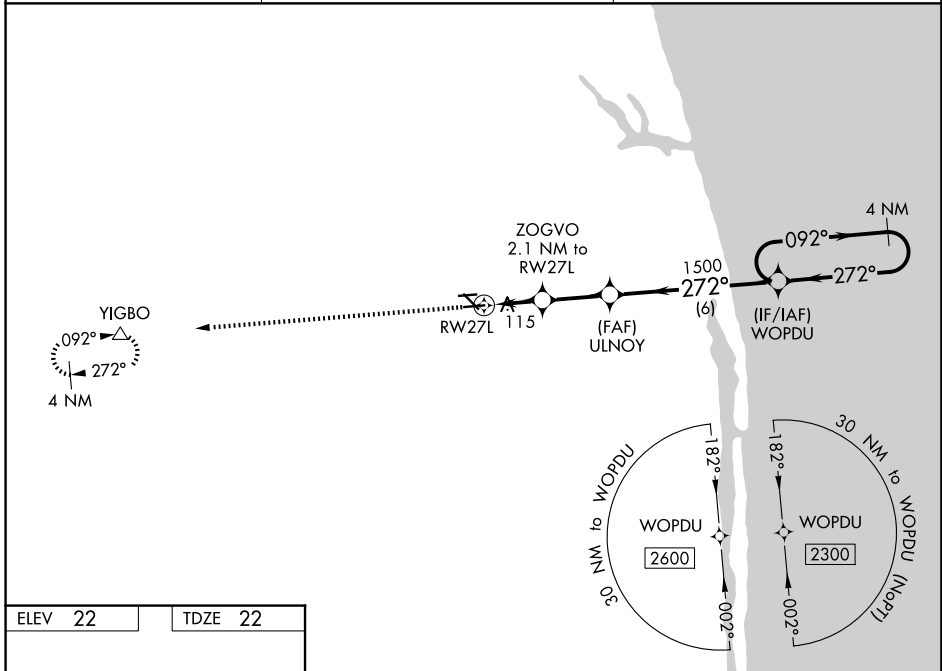 4 NM
092°
272°
ZOGVO
2.1 NM to
RW27L
1500
272°
(6)
(IF/IAF)
WOPDU
YIGBO
092°
272°
4 NM
RW27L
115
(FAF)
ULNOY
30 NM to WOPDU
182°
WOPDU
2600
002°
30 NM to WOPDU (NoPT)
182°
WOPDU
2300
002°
ELEV 22
TDZE 22